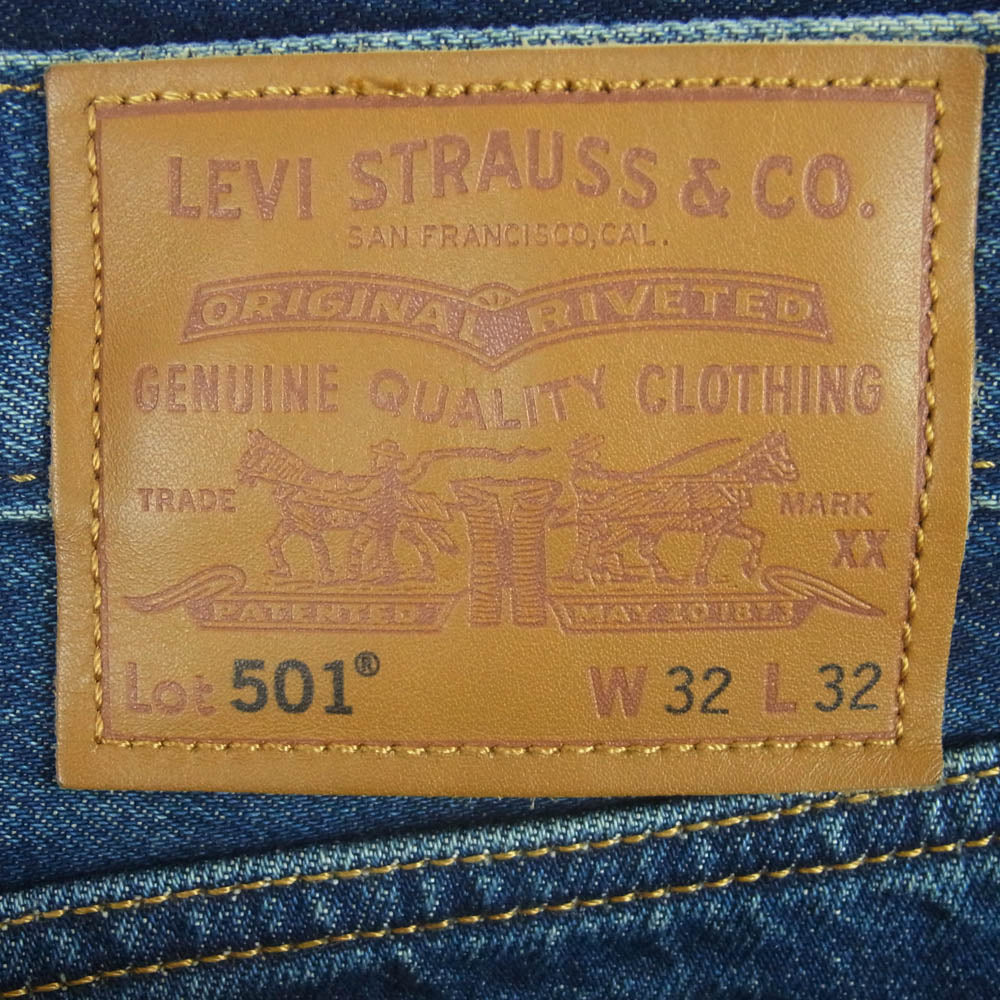 LEVI STRAUSS & CO.
SAN FRANCISCO, CAL.
ORIGINAL RIVETED
GENUINE QUALITY CLOTHING
TRADE MARK
XX
PATENTED MAY 20 1873
Lot 501® W 32 L 32